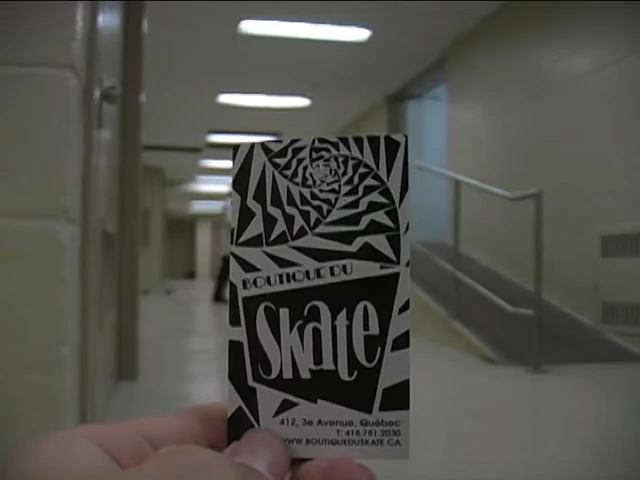 BOUTIQUE DU
Skate
412, 3e Avenue, Québec
T: 418.781.2030
WWW.BOUTIQUEDUSKATE.CA